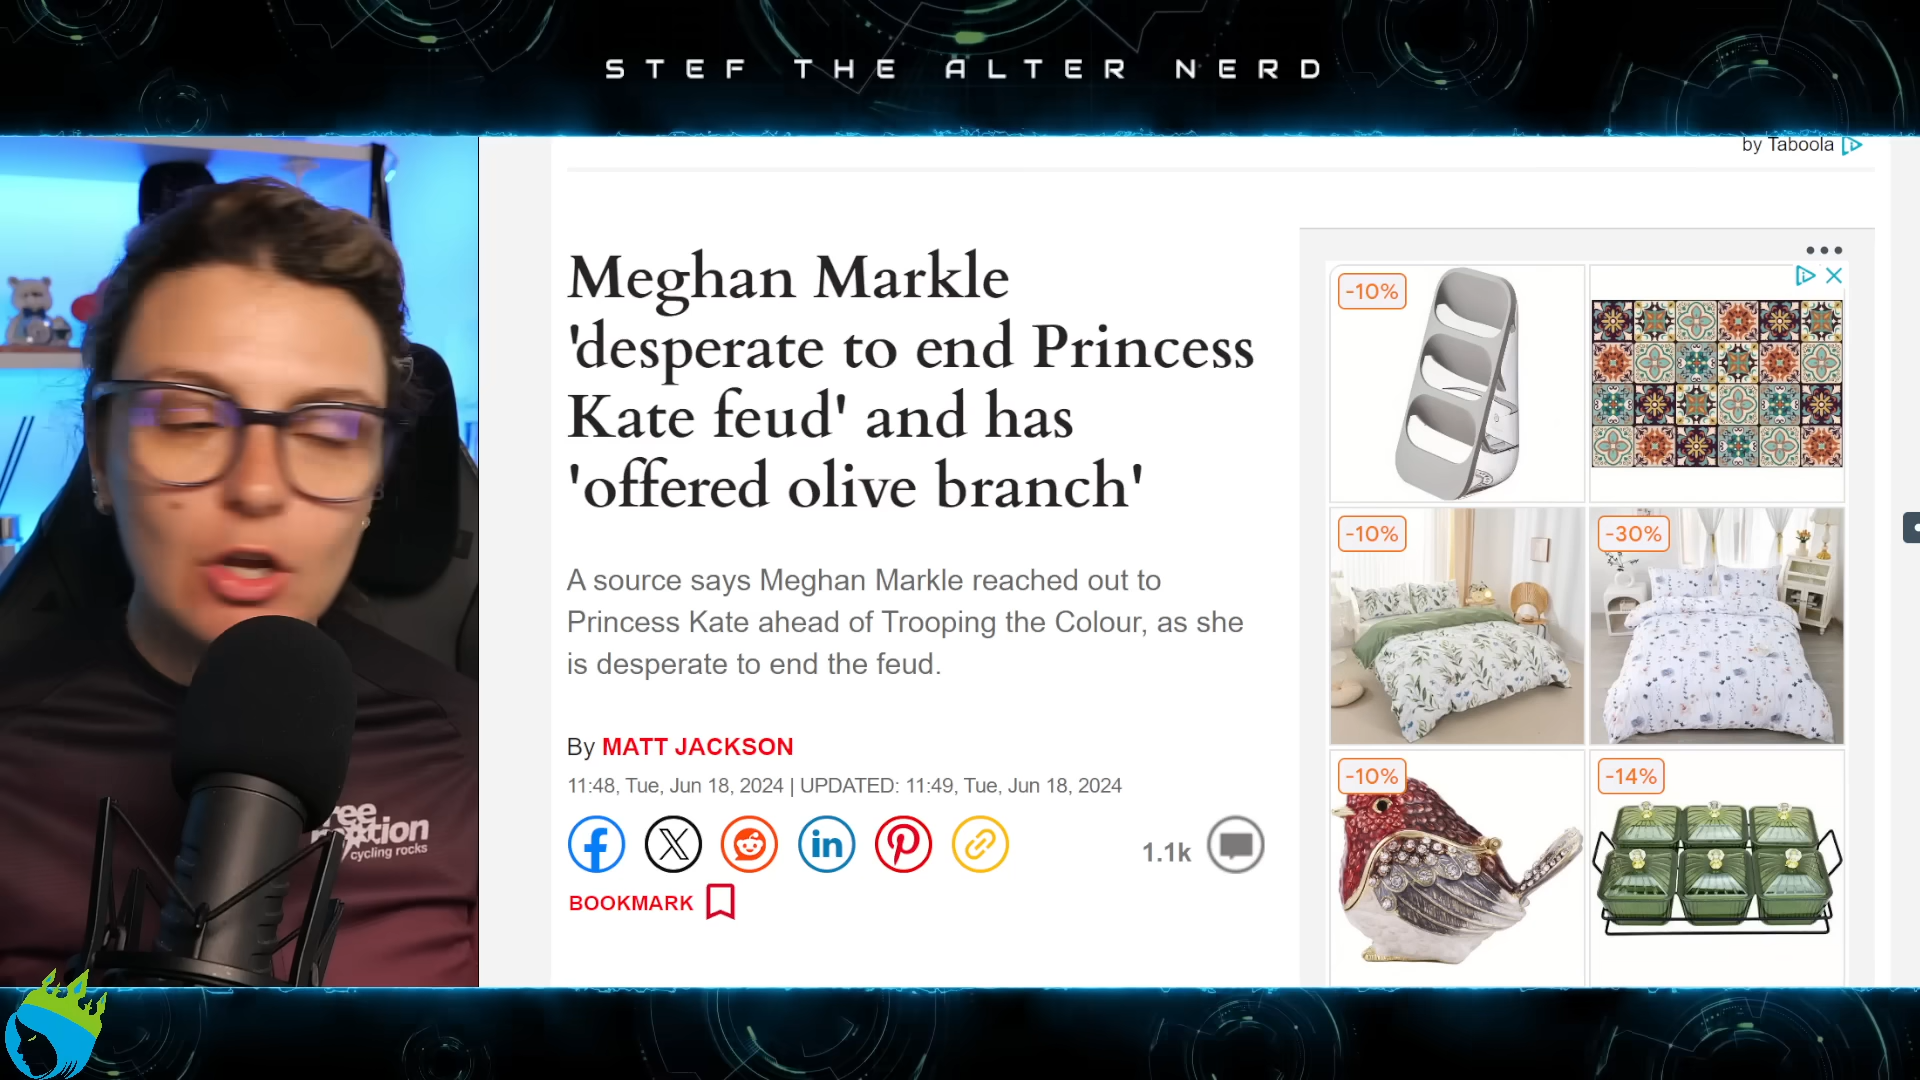 STEF THE ALTER NERD
by Taboola
Meghan Markle
'desperate to end Princess
Kate feud' and has
'offered olive branch'
A source says Meghan Markle reached out to
Princess Kate ahead of Trooping the Colour, as she
is desperate to end the feud.
By MATT JACKSON
11:48, Tue, Jun 18, 2024 | UPDATED: 11:49, Tue, Jun 18, 2024
1.1k
BOOKMARK
-10%
-10%
-30%
-10%
-14%
cycling rocks